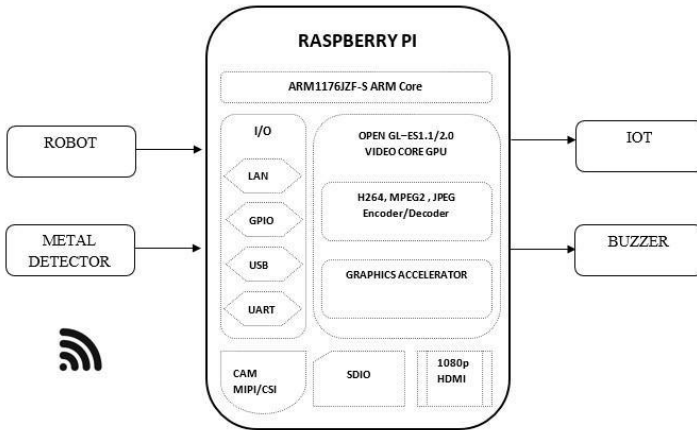 RASPBERRY PI
ARM1176JZF-S ARM Core
ROBOT
METAL
DETECTOR
I/O
LAN
GPIO
USB
UART
OPEN GL–ES1.1/2.0
VIDEO CORE GPU
H264, MPEG2 , JPEG
Encoder/Decoder
GRAPHICS ACCELERATOR
CAM
MIPI/CSI
SDIO
1080p
HDMI
IOT
BUZZER